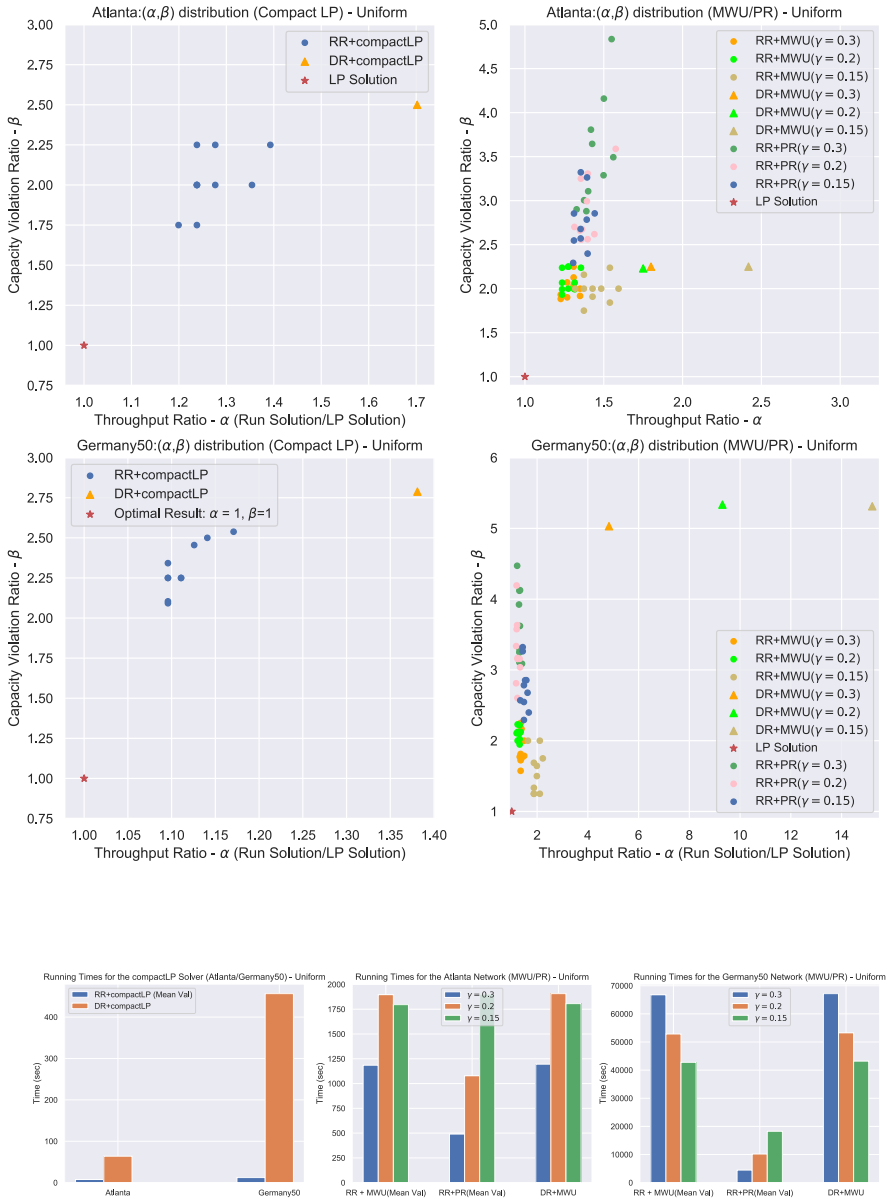 Atlanta:(α,β) distribution (Compact LP) - Uniform
3.00
2.75
2.50
2.25
2.00
1.75
1.50
1.25
1.00
0.75
Capacity Violation Ratio - β
RR+compactLP
DR+compactLP
LP Solution
1.0 1.1 1.2 1.3 1.4 1.5 1.6 1.7
Throughput Ratio - α (Run Solution/LP Solution)
Atlanta:(α,β) distribution (MWU/PR) - Uniform
5.0
4.5
4.0
3.5
3.0
2.5
2.0
1.5
1.0
Capacity Violation Ratio - β
RR+MWU(γ = 0.3)
RR+MWU(γ = 0.2)
RR+MWU(γ = 0.15)
DR+MWU(γ = 0.3)
DR+MWU(γ = 0.2)
DR+MWU(γ = 0.15)
RR+PR(γ = 0.3)
RR+PR(γ = 0.2)
RR+PR(γ = 0.15)
LP Solution
1.0 1.5 2.0 2.5 3.0
Throughput Ratio - α
Germany50:(α,β) distribution (Compact LP) - Uniform
3.00
2.75
2.50
2.25
2.00
1.75
1.50
1.25
1.00
0.75
Capacity Violation Ratio - β
RR+compactLP
DR+compactLP
Optimal Result: α = 1, β=1
1.00 1.05 1.10 1.15 1.20 1.25 1.30 1.35 1.40
Throughput Ratio - α (Run Solution/LP Solution)
Germany50:(α,β) distribution (MWU/PR) - Uniform
6
5
4
3
2
1
Capacity Violation Ratio - β
RR+MWU(γ = 0.3)
RR+MWU(γ = 0.2)
RR+MWU(γ = 0.15)
DR+MWU(γ = 0.3)
DR+MWU(γ = 0.2)
DR+MWU(γ = 0.15)
LP Solution
RR+PR(γ = 0.3)
RR+PR(γ = 0.2)
RR+PR(γ = 0.15)
2 4 6 8 10 12 14
Throughput Ratio - α (Run Solution/LP Solution)
Running Times for the compactLP Solver (Atlanta/Germany50) - Uniform
RR+compactLP (Mean Val)
DR+compactLP
400
300
200
100
0
Time (sec)
Atlanta Germany50
Running Times for the Atlanta Network (MWU/PR) - Uniform
2000
1750
1500
1250
1000
750
500
250
0
Time (sec)
γ = 0.3
γ = 0.2
γ = 0.15
RR + MWU(Mean Val) RR+PR(Mean Val) DR+MWU
Running Times for the Germany50 Network (MWU/PR) - Uniform
70000
60000
50000
40000
30000
20000
10000
0
Time (sec)
γ = 0.3
γ = 0.2
γ = 0.15
RR + MWU(Mean Val) RR+PR(Mean Val) DR+MWU